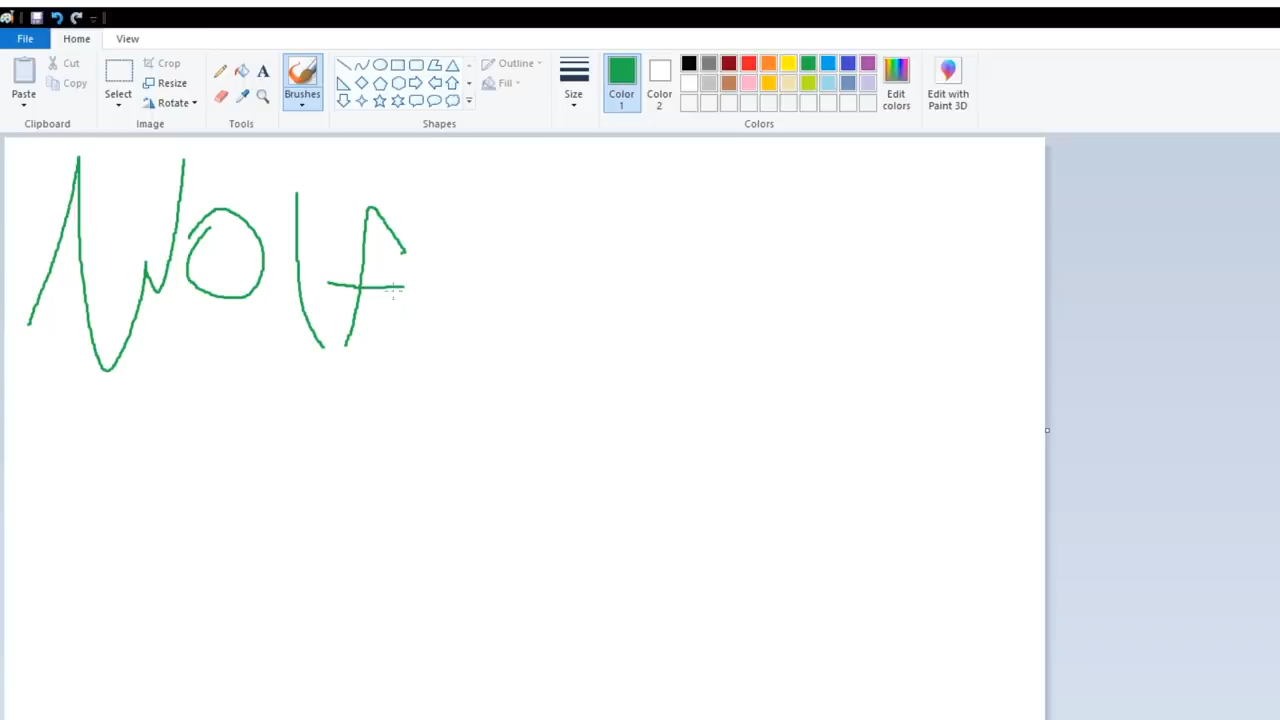 File Home View
Paste Cut Copy Select Crop Resize Rotate Brushes Outline Fill Size Color 1 Color 2 Edit colors Edit with Paint 3D
Clipboard Image Tools Shapes Colors
Wolf